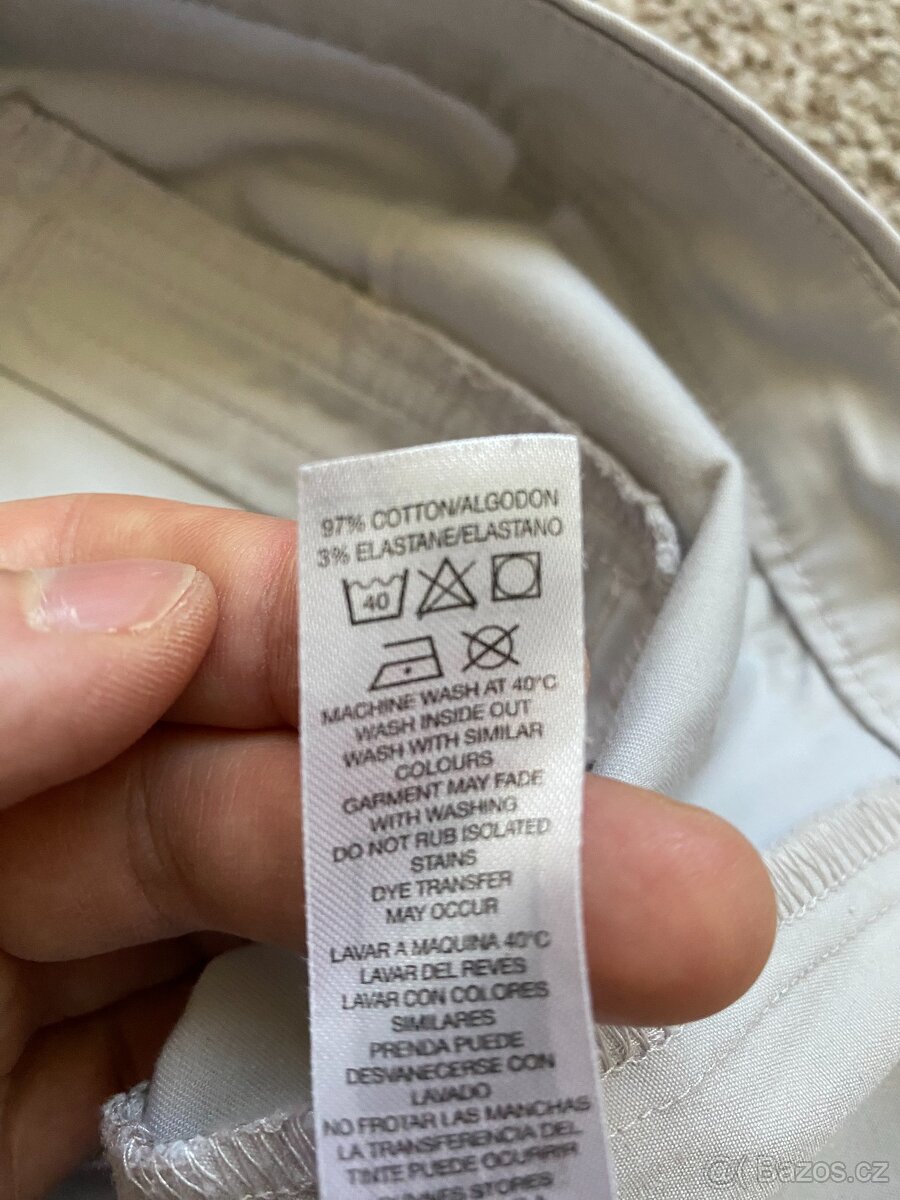 97% COTTON/ALGODON
3% ELASTANE/ELASTANO
40
MACHINE WASH AT 40°C
WASH INSIDE OUT
WASH WITH SIMILAR
COLOURS
GARMENT MAY FADE
WITH WASHING
DO NOT RUB ISOLATED
STAINS
DYE TRANSFER
MAY OCCUR
LAVAR A MAQUINA 40°C
LAVAR DEL REVES
LAVAR CON COLORES
SIMILARES
PRENDA PUEDE
DESVANECERSE CON
LAVADO
NO FROTAR LAS MANCHAS
LA TRANSFERENCIA DEL
TINTE PUEDE OCURRIR
STORES
Bazos.cz